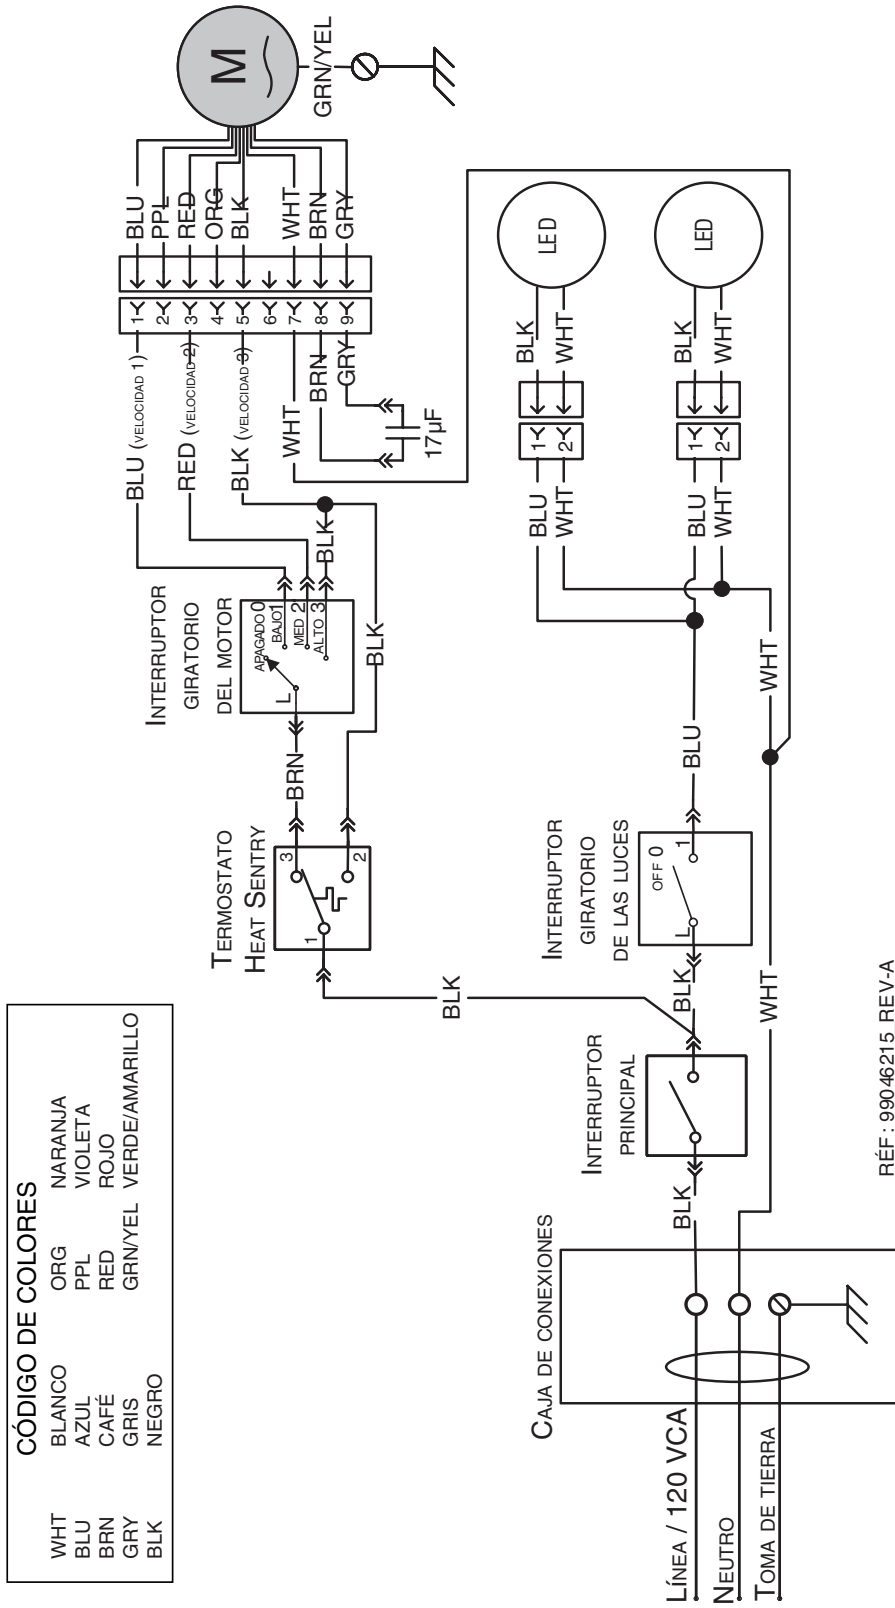 CÓDIGO DE COLORES
WHT BLANCO ORG NARANJA
BLU AZUL PPL VIOLETA
BRN CAFÉ RED ROJO
GRY GRIS GRN/YEL VERDE/AMARILLO
BLK NEGRO
LÍNEA / 120 VCA
NEUTRO
TOMA DE TIERRA
CAJA DE CONEXIONES
BLK
INTERRUPTOR
PRINCIPAL
BLK
BLK
WHT
TERMOSTATO
HEAT SENTRY
1
3
2
BRN
BLK
INTERRUPTOR
GIRATORIO
DEL MOTOR
L
APAGADO 0
BAJO 1
MED 2
ALTO 3
BLK
INTERRUPTOR
GIRATORIO
DE LAS LUCES
L
OFF 0
1
BLU
WHT
BLU (VELOCIDAD 1)
RED (VELOCIDAD 2)
BLK (VELOCIDAD 3)
WHT
BRN
GRY
17µF
1
2
3
4
5
6
7
8
9
BLU
PPL
RED
ORG
BLK
WHT
BRN
GRY
M
GRN/YEL
BLU
WHT
1
2
BLK
WHT
LED
BLU
WHT
1
2
BLK
WHT
LED
RÉF : 99046215 REV-A